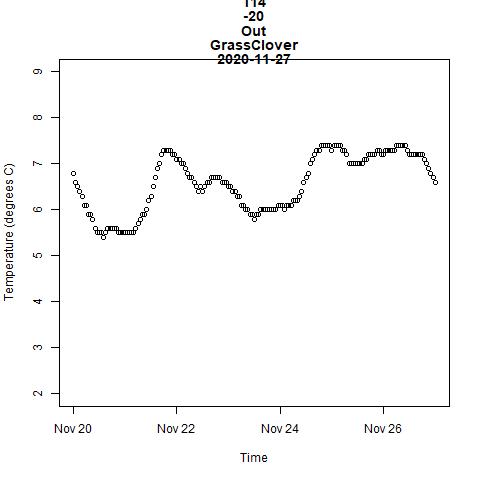 114
-20
Out
GrassClover
2020-11-27
Temperature (degrees C)
9
8
7
6
5
4
3
2
Nov 20
Nov 22
Nov 24
Nov 26
Time